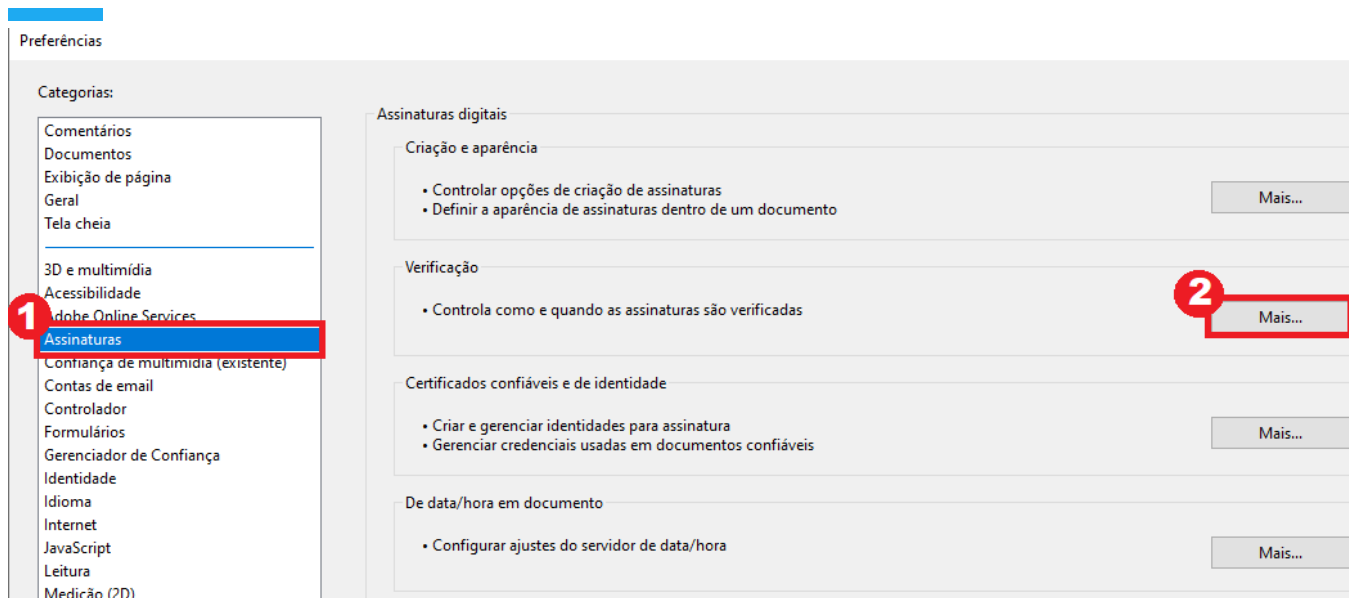 Preferências
Categorias:
Comentários
Documentos
Exibição de página
Geral
Tela cheia
3D e multimídia
Acessibilidade
Adobe Online Services
Assinaturas
Confiança de multimídia (existente)
Contas de email
Controlador
Formulários
Gerenciador de Confiança
Identidade
Idioma
Internet
JavaScript
Leitura
Medição (2D)
1
Assinaturas digitais
Criação e aparência
• Controlar opções de criação de assinaturas
• Definir a aparência de assinaturas dentro de um documento
Mais...
Verificação
• Controla como e quando as assinaturas são verificadas
2
Mais...
Certificados confiáveis e de identidade
• Criar e gerenciar identidades para assinatura
• Gerenciar credenciais usadas em documentos confiáveis
Mais...
De data/hora em documento
• Configurar ajustes do servidor de data/hora
Mais...